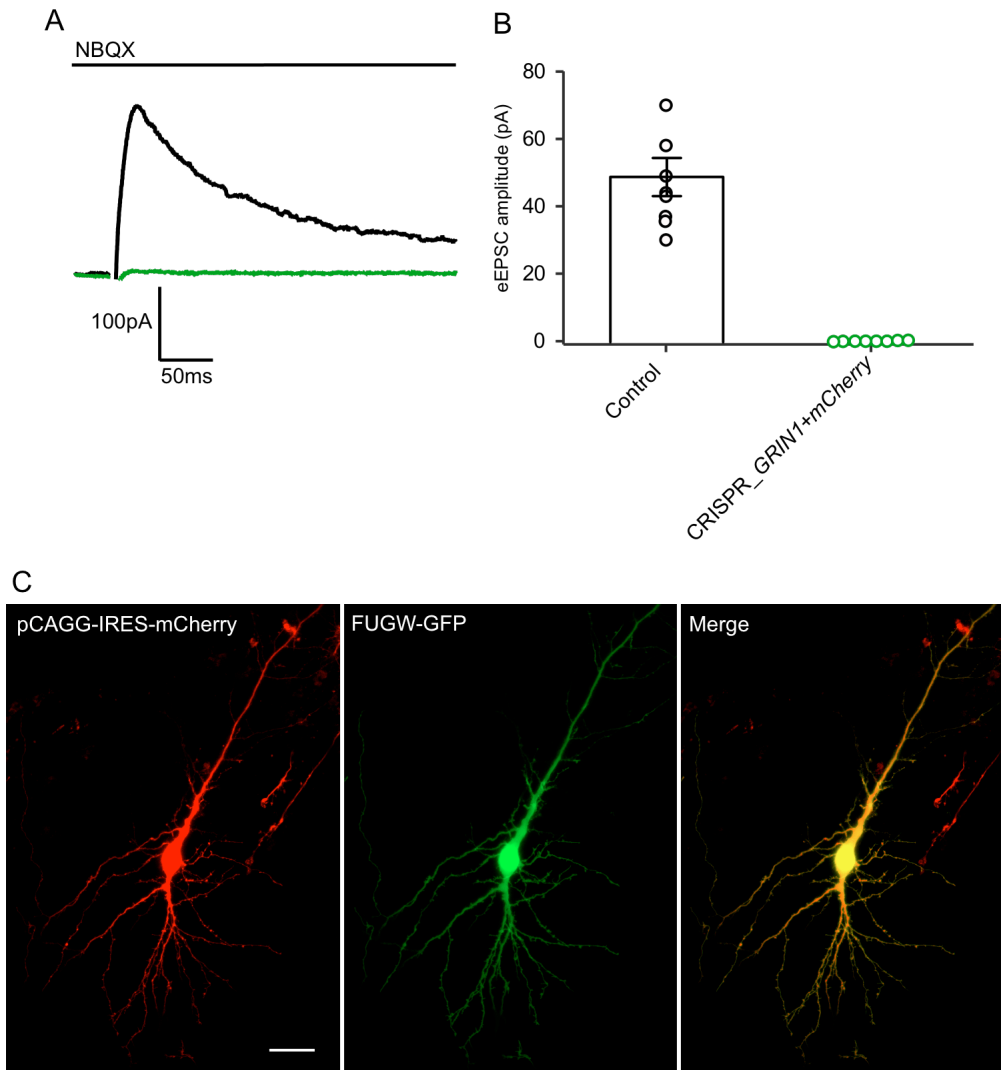 A
NBQX
100pA
50ms
B
eEPSC amplitude (pA)
80
60
40
20
0
Control
CRISPR_GRIN1+mCherry
C
pCAGG-IRES-mCherry
FUGW-GFP
Merge